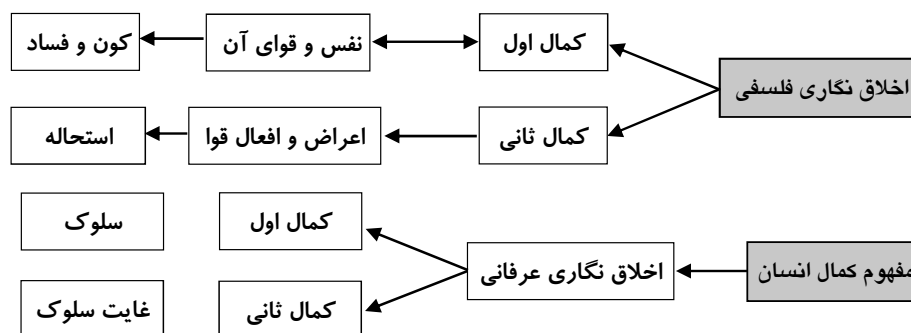 اخلاق نگاری فلسفی
کمال اول
نفس و قوای آن
کون و فساد
کمال ثانی
اعراض و افعال قوا
استحاله
مفهوم کمال انسان
اخلاق نگاری عرفانی
کمال اول
سلوک
کمال ثانی
غایت سلوک